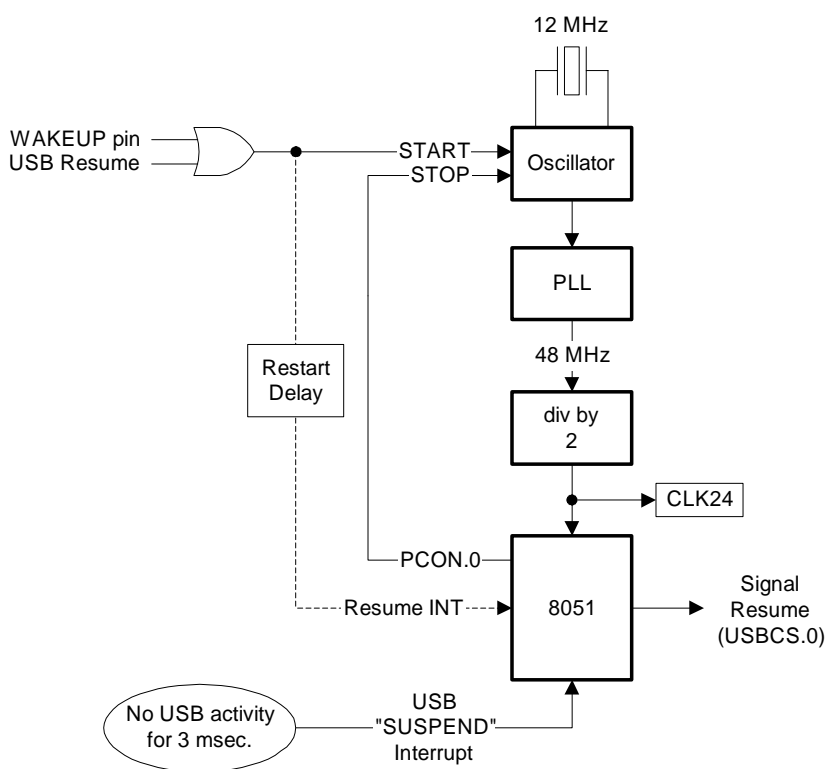 12 MHz
WAKEUP pin
USB Resume
START
STOP
Oscillator
PLL
48 MHz
Restart
Delay
div by
2
CLK24
PCON.0
Resume INT
8051
Signal
Resume
(USBCS.0)
No USB activity
for 3 msec.
USB
"SUSPEND"
Interrupt